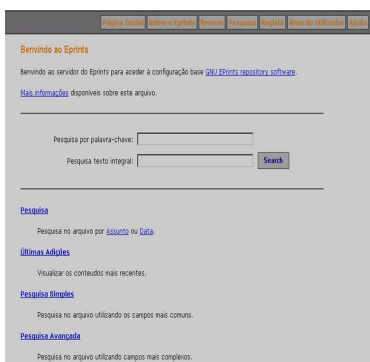 Página Inicial Sobre o Eprints Browse Pesquisa Registo Área do Utilizador Ajuda
Benvindo ao Eprints
Benvindo ao servidor do Eprints para aceder à configuração base GNU EPrints repository software.
Mais informações disponíveis sobre este arquivo.
Pesquisa por palavra-chave:
Pesquisa texto integral: Search
Pesquisa
Pesquisa no arquivo por Assunto ou Data.
Últimas Adições
Visualizar os conteudos mais recentes.
Pesquisa Simples
Pesquisa no arquivo utilizando os campos mais comuns.
Pesquisa Avançada
Pesquisa no arquivo utilizando campos mais complexos.